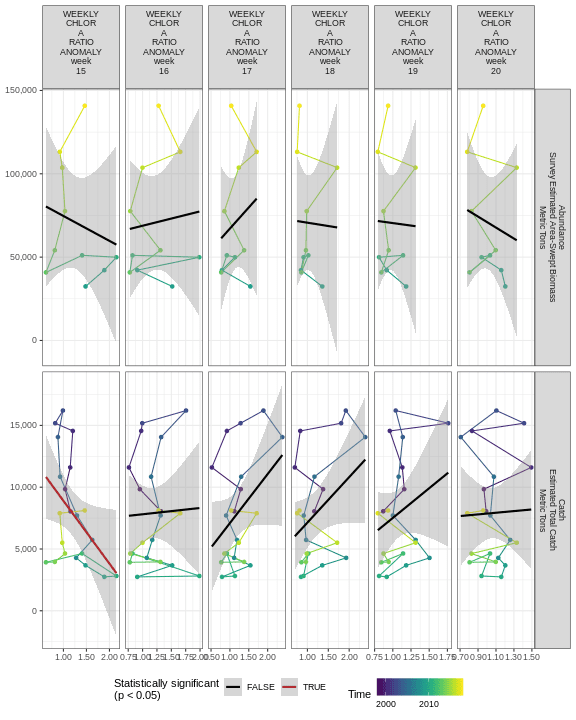 WEEKLY
CHLOR
A
RATIO
ANOMALY
week
15
WEEKLY
CHLOR
A
RATIO
ANOMALY
week
16
WEEKLY
CHLOR
A
RATIO
ANOMALY
week
17
WEEKLY
CHLOR
A
RATIO
ANOMALY
week
18
WEEKLY
CHLOR
A
RATIO
ANOMALY
week
19
WEEKLY
CHLOR
A
RATIO
ANOMALY
week
20
150,000
100,000
50,000
0
Abundance
Survey Estimated Area-Swept Biomass
Metric Tons
15,000
10,000
5,000
0
Catch
Estimated Total Catch
Metric Tons
1.00 1.50 2.00
0.75 1.00 1.25 1.50 1.75 2.00
0.50 1.00 1.50 2.00
1.00 1.50 2.00
0.75 1.00 1.25 1.50 1.75
0.70 0.90 1.10 1.30 1.50
Statistically significant
(p < 0.05)
FALSE
TRUE
Time
2000 2010